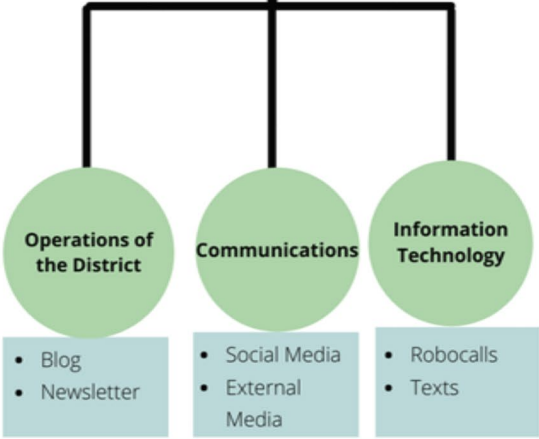 Operations of
the District
• Blog
• Newsletter
Communications
• Social Media
• External
Media
Information
Technology
• Robocalls
• Texts